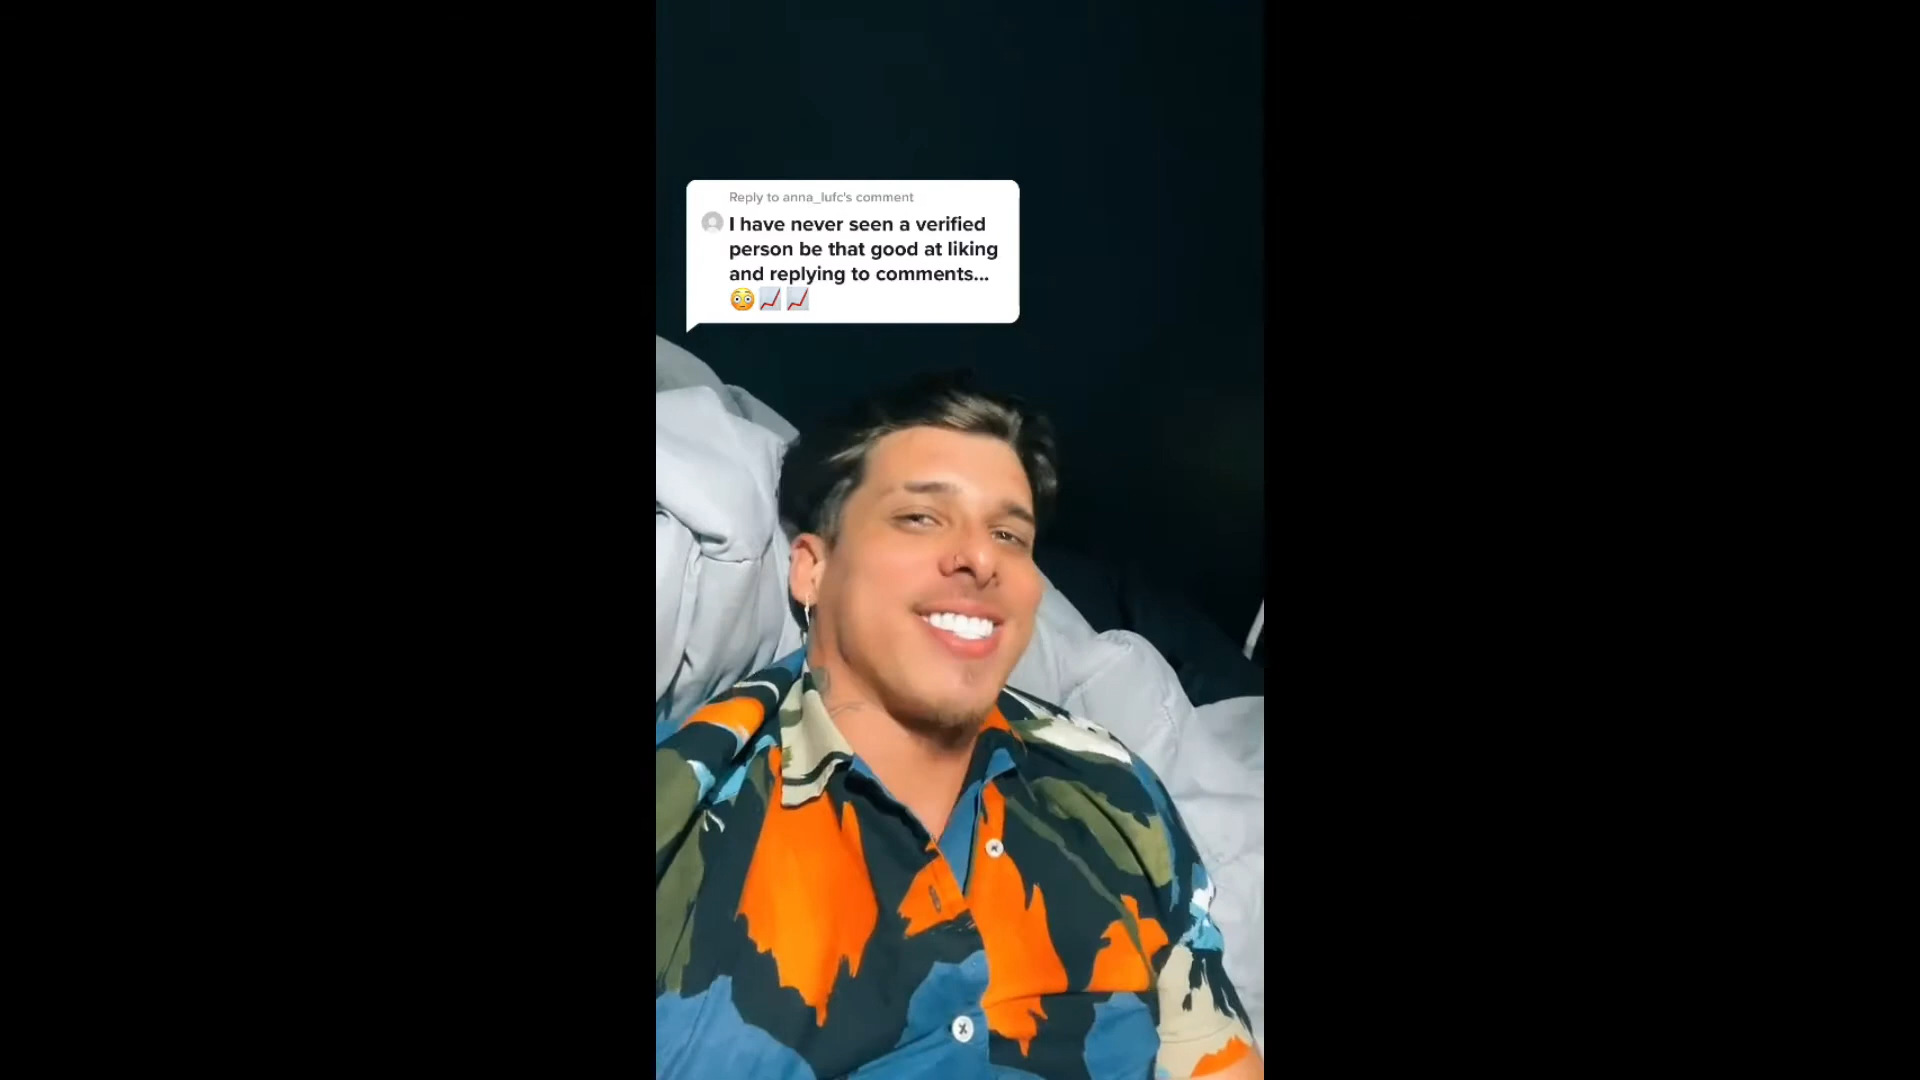 Reply to anna_lufc's comment
I have never seen a verified
person be that good at liking
and replying to comments...
😳📈📈